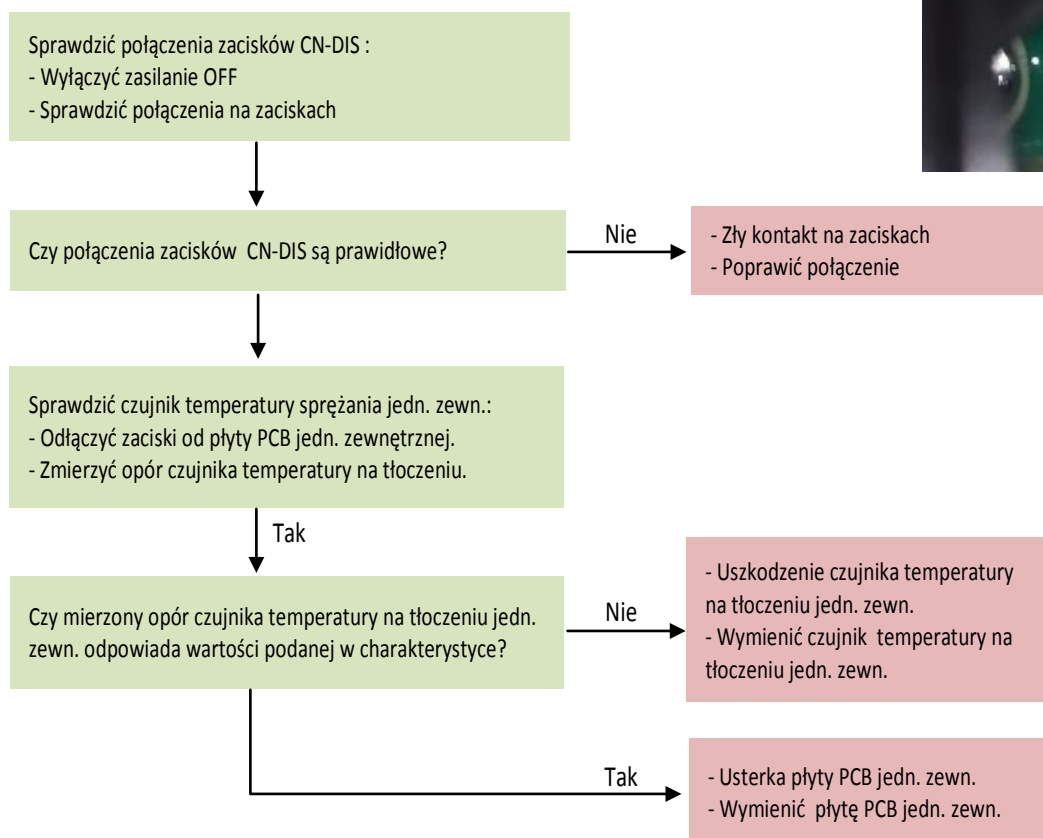 Sprawdzić połączenia zacisków CN-DIS :
- Wyłączyć zasilanie OFF
- Sprawdzić połączenia na zaciskach
Czy połączenia zacisków CN-DIS są prawidłowe?
Nie
- Zły kontakt na zaciskach
- Poprawić połączenie
Sprawdzić czujnik temperatury sprężania jedn. zewn.:
- Odłączyć zaciski od płyty PCB jedn. zewnętrznej.
- Zmierzyć opór czujnika temperatury na tłoczeniu.
Tak
Czy mierzony opór czujnika temperatury na tłoczeniu jedn.
zewn. odpowiada wartości podanej w charakterystyce?
Nie
- Uszkodzenie czujnika temperatury
na tłoczeniu jedn. zewn.
- Wymienić czujnik temperatury na
tłoczeniu jedn. zewn.
Tak
- Usterka płyty PCB jedn. zewn.
- Wymienić płytę PCB jedn. zewn.